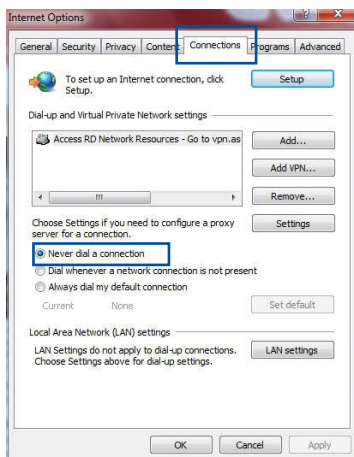 Internet Options
General Security Privacy Content Connections Programs Advanced
To set up an Internet connection, click
Setup.
Setup
Dial-up and Virtual Private Network settings
Access RD Network Resources - Go to vpn.as
Add...
Add VPN...
Remove...
Choose Settings if you need to configure a proxy
server for a connection.
Settings
Never dial a connection
Dial whenever a network connection is not present
Always dial my default connection
Current None
Set default
Local Area Network (LAN) settings
LAN Settings do not apply to dial-up connections.
Choose Settings above for dial-up settings.
LAN settings
OK Cancel Apply